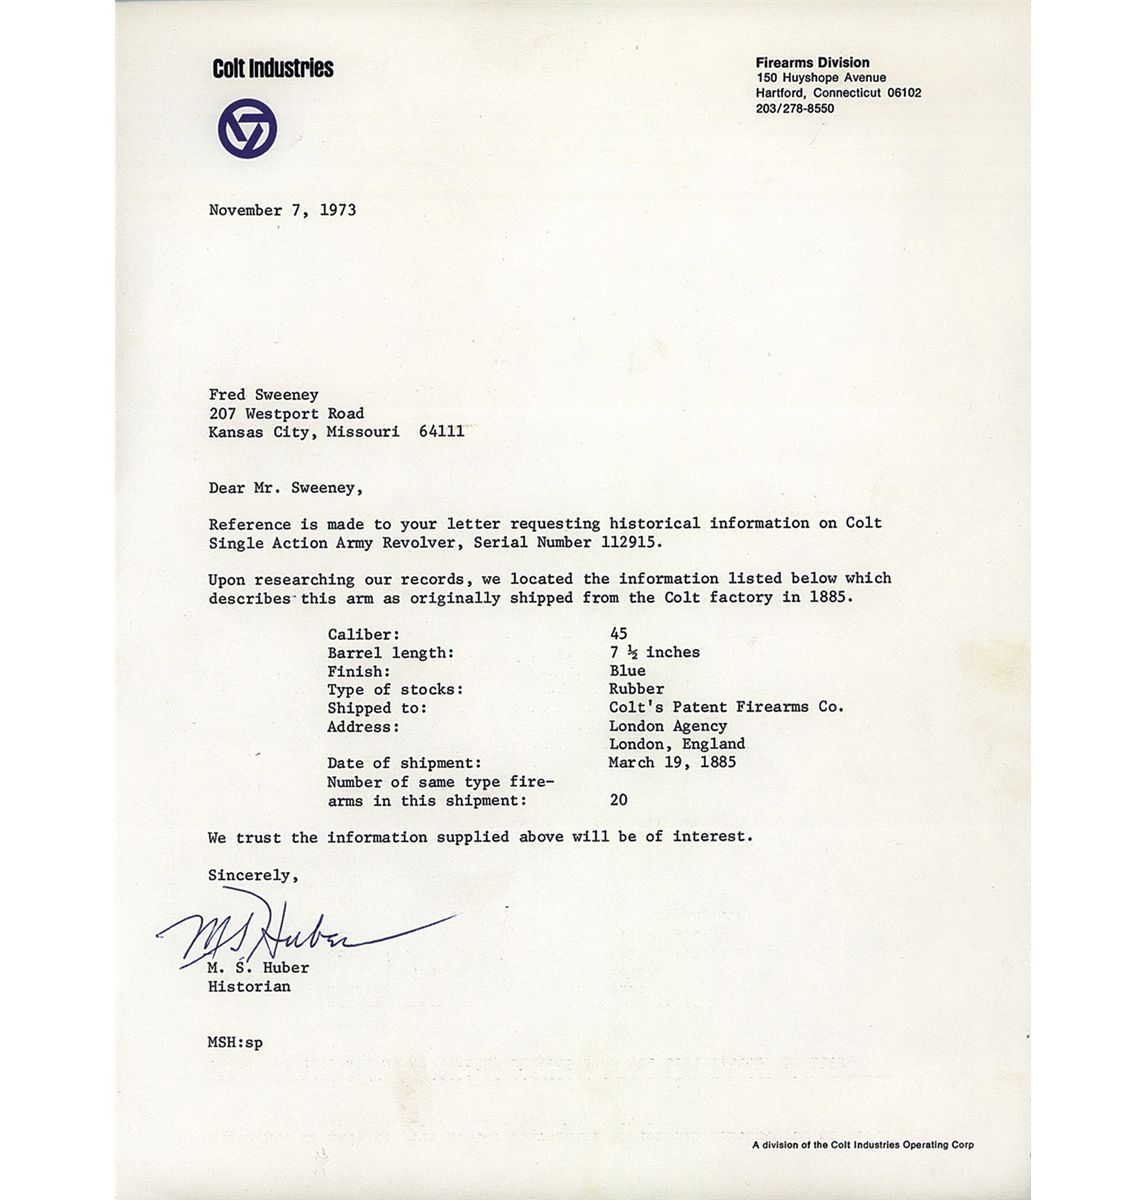 Colt Industries
Firearms Division
150 Huyshope Avenue
Hartford, Connecticut 06102
203/278-8550
November 7, 1973
Fred Sweeney
207 Westport Road
Kansas City, Missouri 64111
Dear Mr. Sweeney,
Reference is made to your letter requesting historical information on Colt
Single Action Army Revolver, Serial Number 112915.
Upon researching our records, we located the information listed below which
describes this arm as originally shipped from the Colt factory in 1885.
Caliber: 45
Barrel length: 7 ½ inches
Finish: Blue
Type of stocks: Rubber
Shipped to: Colt's Patent Firearms Co.
Address: London Agency
London, England
Date of shipment: March 19, 1885
Number of same type fire-
arms in this shipment: 20
We trust the information supplied above will be of interest.
Sincerely,
MS Huber
M. S. Huber
Historian
MSH:sp
A division of the Colt Industries Operating Corp